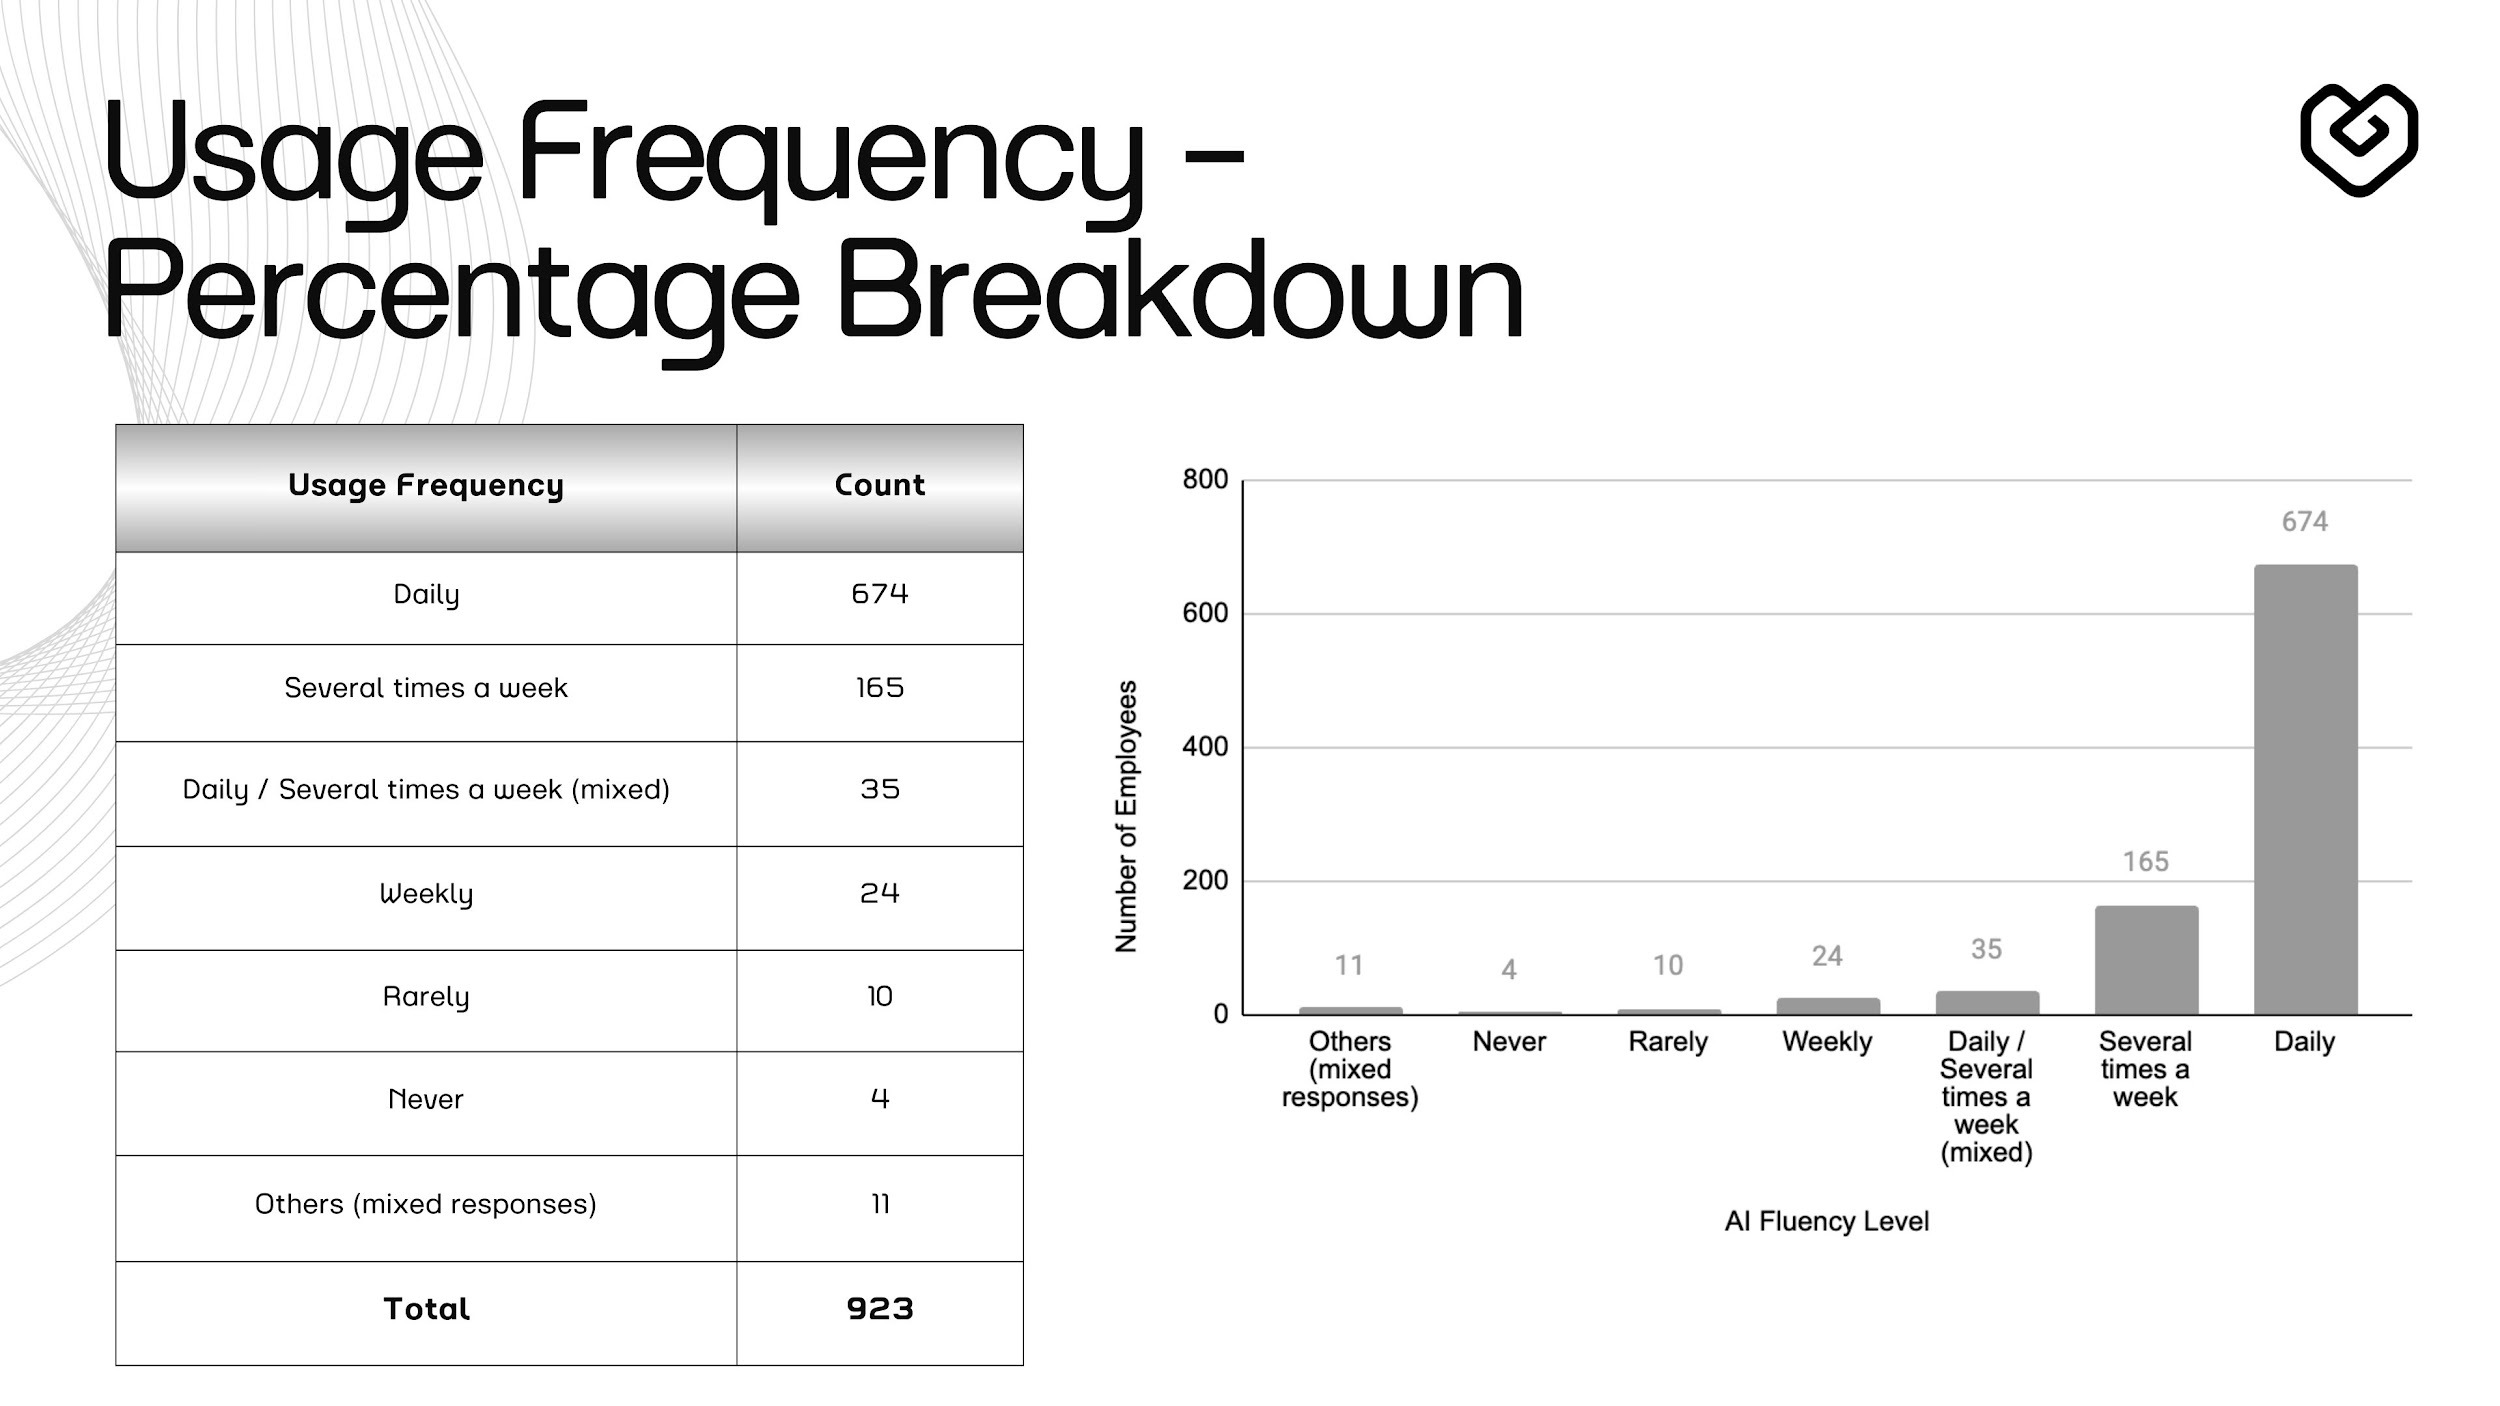 Usage Frequency –
Percentage Breakdown
Usage Frequency Count
Daily 674
Several times a week 165
Daily / Several times a week (mixed) 35
Weekly 24
Rarely 10
Never 4
Others (mixed responses) 11
Total 923
Number of Employees
800
600
400
200
0
11
4
10
24
35
165
674
Others
(mixed
responses)
Never
Rarely
Weekly
Daily /
Several
times a
week
(mixed)
Several
times a
week
Daily
AI Fluency Level